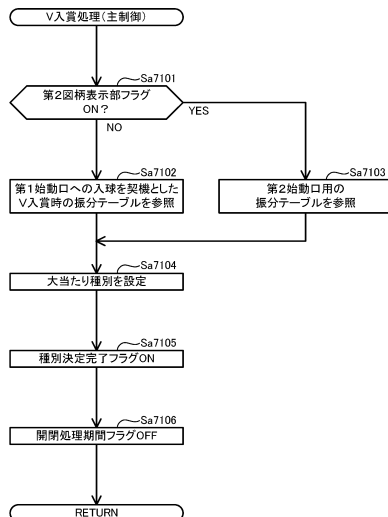 V入賞処理(主制御)
Sa7101
第2図柄表示部フラグ
ON?
YES
NO
Sa7102
第1始動口への入球を契機とした
V入賞時の振分テーブルを参照
Sa7103
第2始動口用の
振分テーブルを参照
Sa7104
大当たり種別を設定
Sa7105
種別決定完了フラグON
Sa7106
開閉処理期間フラグOFF
RETURN